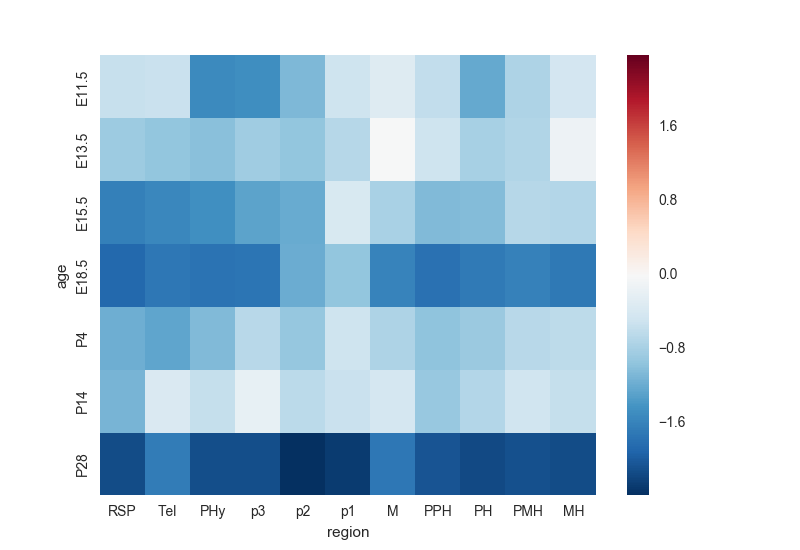 E11.5
E13.5
E15.5
E18.5
P4
P14
P28
age
RSP Tel PHy p3 p2 p1 M PPH PH PMH MH
region
1.6
0.8
0.0
−0.8
−1.6